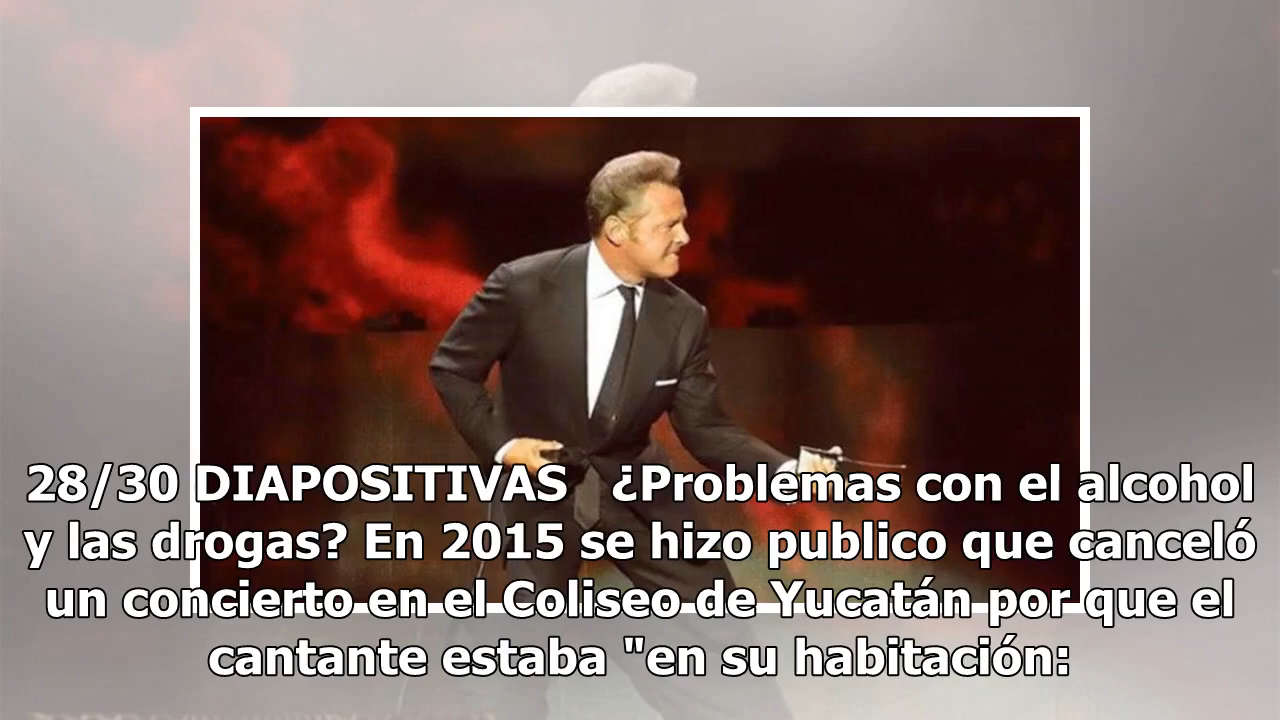 28/30 DIAPOSITIVAS   ¿Problemas con el alcohol
y las drogas? En 2015 se hizo publico que canceló
un concierto en el Coliseo de Yucatán por que el
cantante estaba "en su habitación: